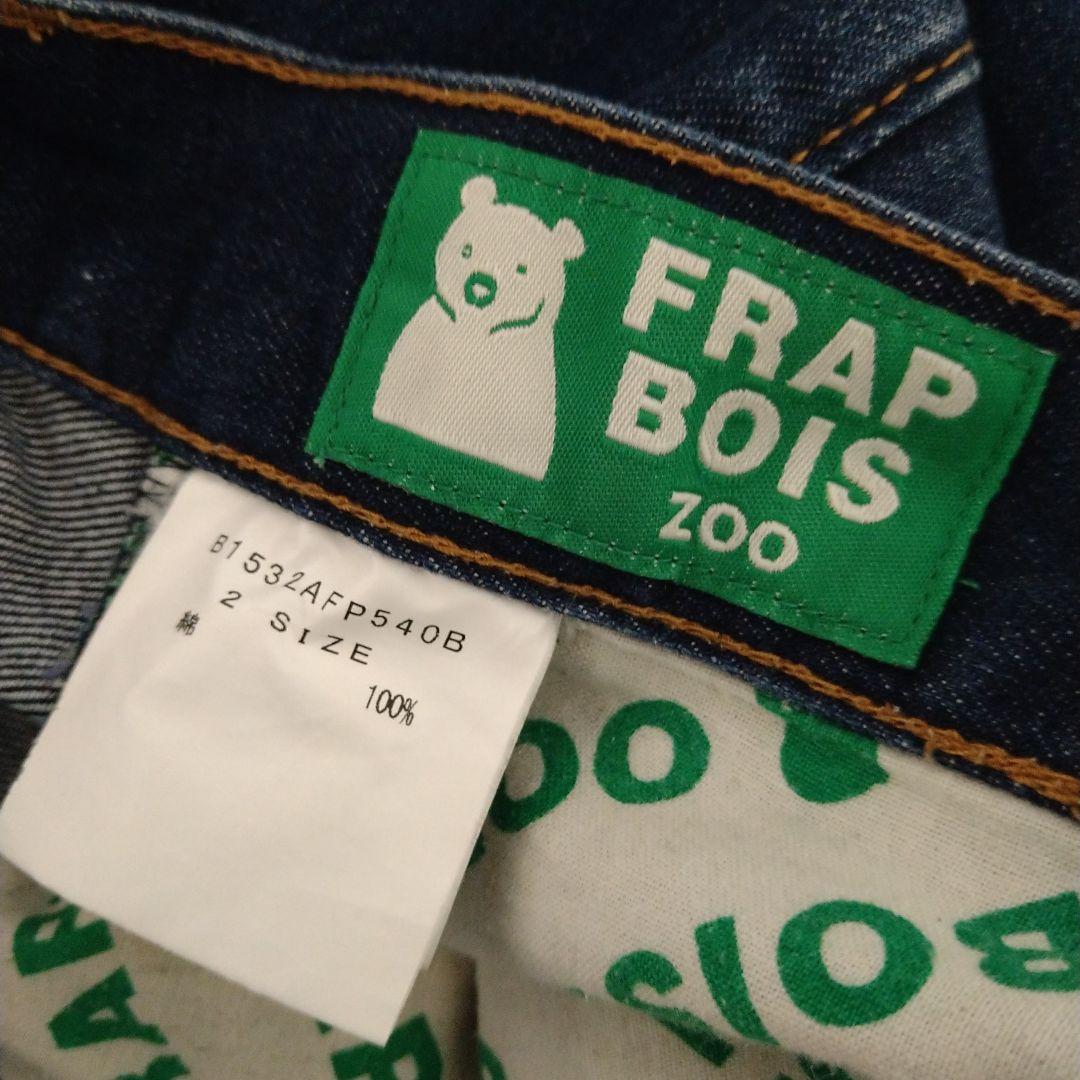 FRAP
BOIS
ZOO
B1532AFP540B
2 SIZE
綿 100%